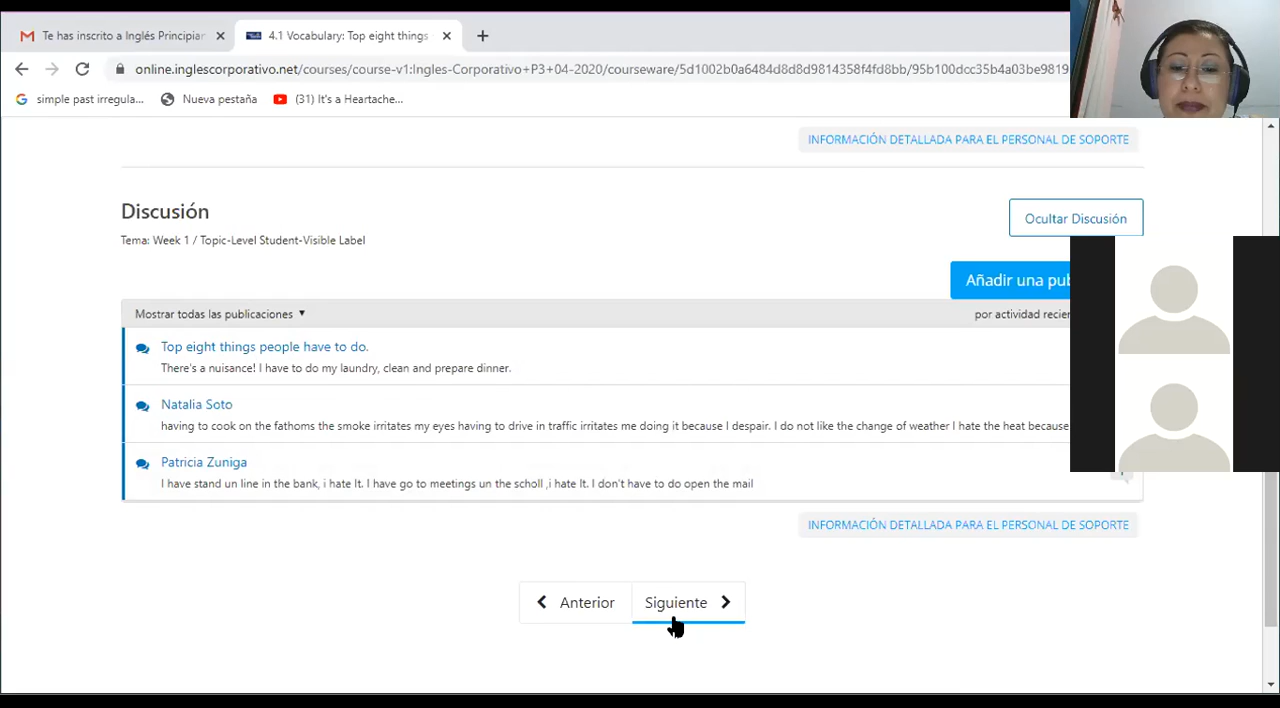 Te has inscrito a Inglés Principian
4.1 Vocabulary: Top eight things
online.inglescorporativo.net/courses/course-v1:Ingles-Corporativo+P3+04-2020/courseware/5d1002b0a6484d8d8d9814358f4fd8bb/95b100dcc35b4a03be9819
simple past irregula...
Nueva pestaña
(31) It's a Heartache...
INFORMACIÓN DETALLADA PARA EL PERSONAL DE SOPORTE
Discusión
Ocultar Discusión
Tema: Week 1 / Topic-Level Student-Visible Label
Añadir una pub
Mostrar todas las publicaciones
por actividad recien
Top eight things people have to do.
There's a nuisance! I have to do my laundry, clean and prepare dinner.
Natalia Soto
having to cook on the fathoms the smoke irritates my eyes having to drive in traffic irritates me doing it because I despair. I do not like the change of weather I hate the heat because
Patricia Zuniga
I have stand un line in the bank, i hate It. I have go to meetings un the scholl ,i hate It. I don't have to do open the mail
INFORMACIÓN DETALLADA PARA EL PERSONAL DE SOPORTE
Anterior
Siguiente